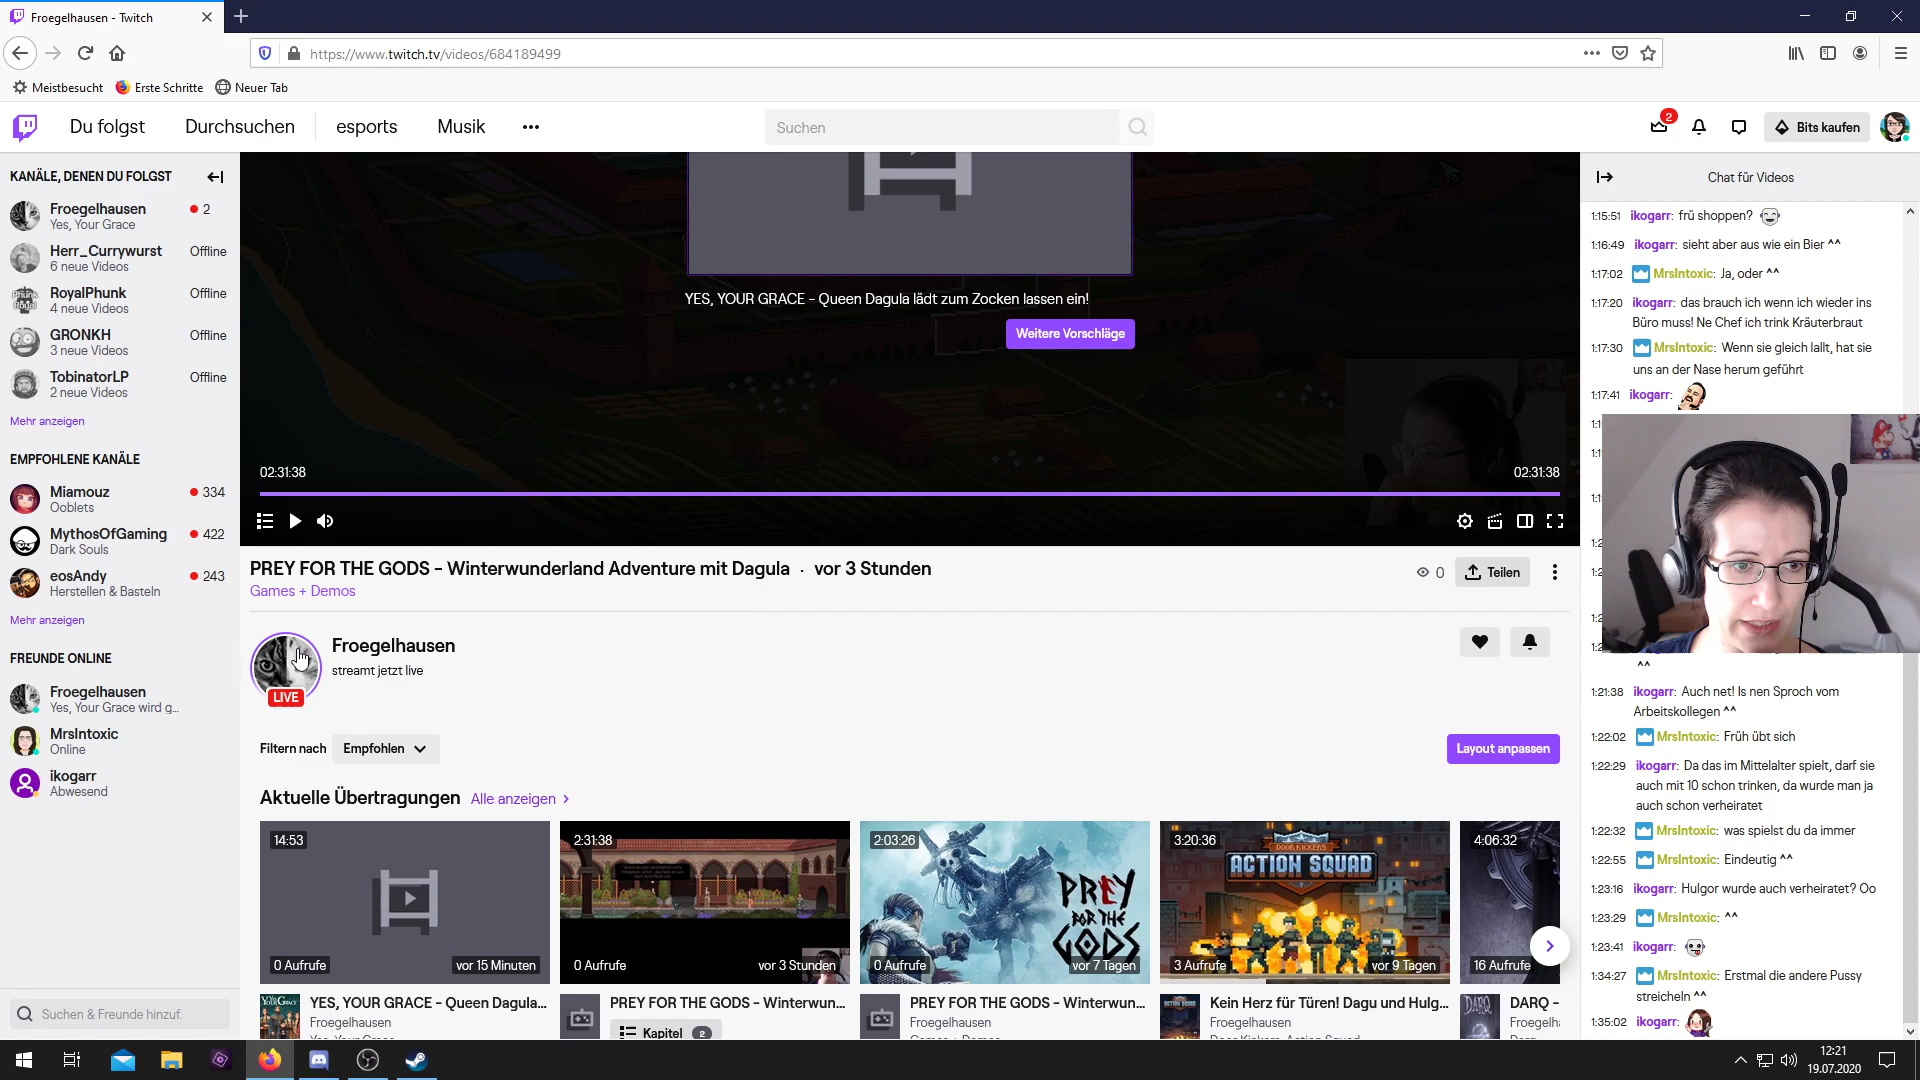 Froegelhausen - Twitch
https://www.twitch.tv/videos/684189499
Meistbesucht
Erste Schritte
Neuer Tab
Du folgst
Durchsuchen
esports
Musik
Suchen
2
Bits kaufen
KANÄLE, DENEN DU FOLGST
Froegelhausen
2
Yes, Your Grace
Herr_Currywurst
Offline
6 neue Videos
RoyalPhunk
Offline
4 neue Videos
GRONKH
Offline
3 neue Videos
TobinatorLP
Offline
2 neue Videos
Mehr anzeigen
EMPFOHLENE KANÄLE
Miamouz
334
Ooblets
MythosOfGaming
422
Dark Souls
eosAndy
243
Herstellen & Basteln
Mehr anzeigen
FREUNDE ONLINE
Froegelhausen
Yes, Your Grace wird g...
MrsIntoxic
Online
ikogarr
Abwesend
Suchen & Freunde hinzuf.
YES, YOUR GRACE - Queen Dagula lädt zum Zocken lassen ein!
Weitere Vorschläge
02:31:38
02:31:38
PREY FOR THE GODS - Winterwunderland Adventure mit Dagula · vor 3 Stunden
Games + Demos
0
Teilen
Froegelhausen
streamt jetzt live
LIVE
Filtern nach
Empfohlen
Layout anpassen
Aktuelle Übertragungen
Alle anzeigen
14:53
0 Aufrufe
vor 15 Minuten
YES, YOUR GRACE - Queen Dagula...
Froegelhausen
Yes, Your Grace
2:31:38
0 Aufrufe
vor 3 Stunden
PREY FOR THE GODS - Winterwun...
Kapitel 2
2:03:26
PREY
FOR THE
GODS
0 Aufrufe
vor 7 Tagen
PREY FOR THE GODS - Winterwun...
Froegelhausen
Games + Demos
3:20:36
DOOR KICKERS
ACTION SQUAD
3 Aufrufe
vor 9 Tagen
Kein Herz für Türen! Dagu und Hulg...
Froegelhausen
Door Kickers: Action Squad
4:06:32
16 Aufrufe
DARQ
DARQ -
Froegelh
Darq
Chat für Videos
1:15:51 ikogarr: frü shoppen?
1:16:49 ikogarr: sieht aber aus wie ein Bier ^^
1:17:02 MrsIntoxic: Ja, oder ^^
1:17:20 ikogarr: das brauch ich wenn ich wieder ins
Büro muss! Ne Chef ich trink Kräuterbraut
1:17:30 MrsIntoxic: Wenn sie gleich lallt, hat sie
uns an der Nase herum geführt
1:17:41 ikogarr:
^^
1:21:38 ikogarr: Auch net! Is nen Sproch vom
Arbeitskollegen ^^
1:22:02 MrsIntoxic: Früh übt sich
1:22:29 ikogarr: Da das im Mittelalter spielt, darf sie
auch mit 10 schon trinken, da wurde man ja
auch schon verheiratet
1:22:32 MrsIntoxic: was spielst du da immer
1:22:55 MrsIntoxic: Eindeutig ^^
1:23:16 ikogarr: Hulgor wurde auch verheiratet? Oo
1:23:29 MrsIntoxic: ^^
1:23:41 ikogarr:
1:34:27 MrsIntoxic: Erstmal die andere Pussy
streicheln ^^
1:35:02 ikogarr:
12:21
19.07.2020